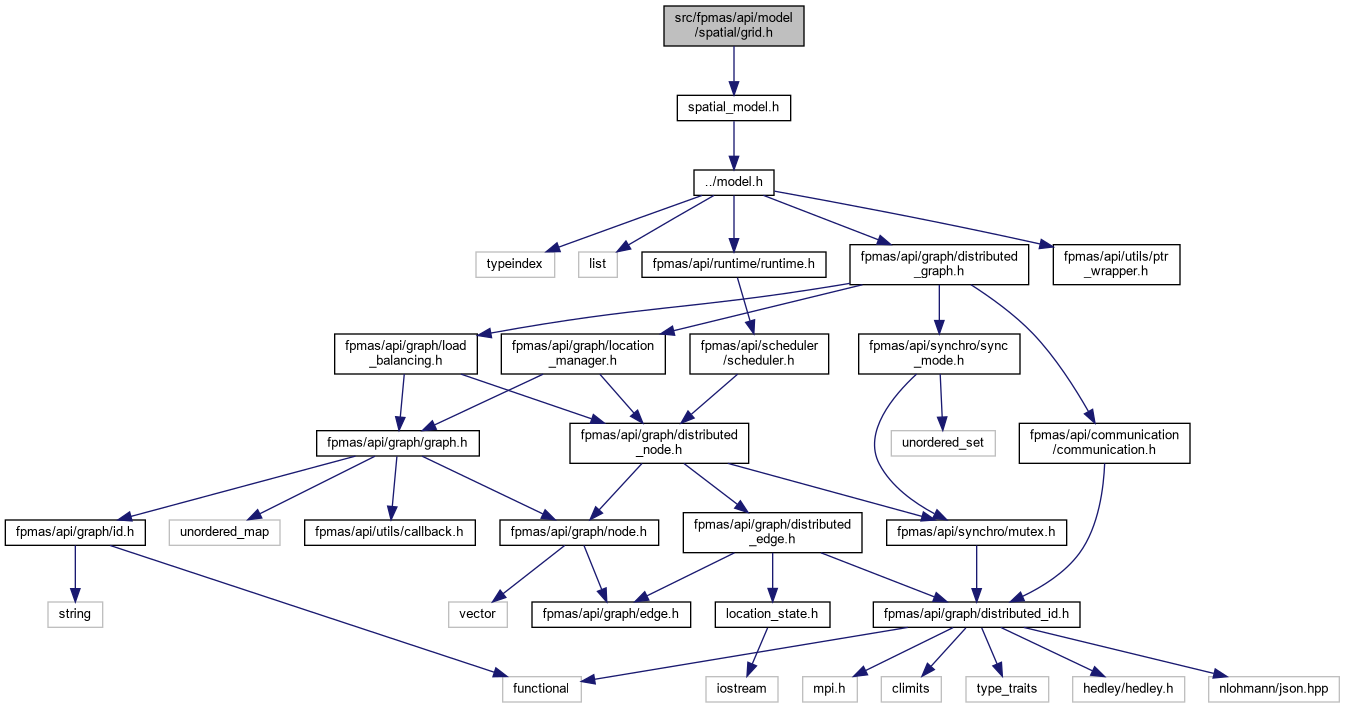 src/fpmas/api/model
/spatial/grid.h
spatial_model.h
../model.h
typeindex
list
fpmas/api/runtime/runtime.h
fpmas/api/graph/distributed
_graph.h
fpmas/api/utils/ptr
_wrapper.h
fpmas/api/graph/load
_balancing.h
fpmas/api/graph/location
_manager.h
fpmas/api/scheduler
/scheduler.h
fpmas/api/synchro/sync
_mode.h
fpmas/api/graph/graph.h
fpmas/api/graph/distributed
_node.h
unordered_set
fpmas/api/communication
/communication.h
fpmas/api/graph/id.h
unordered_map
fpmas/api/utils/callback.h
fpmas/api/graph/node.h
fpmas/api/graph/distributed
_edge.h
fpmas/api/synchro/mutex.h
string
vector
fpmas/api/graph/edge.h
location_state.h
fpmas/api/graph/distributed_id.h
functional
iostream
mpi.h
climits
type_traits
hedley/hedley.h
nlohmann/json.hpp